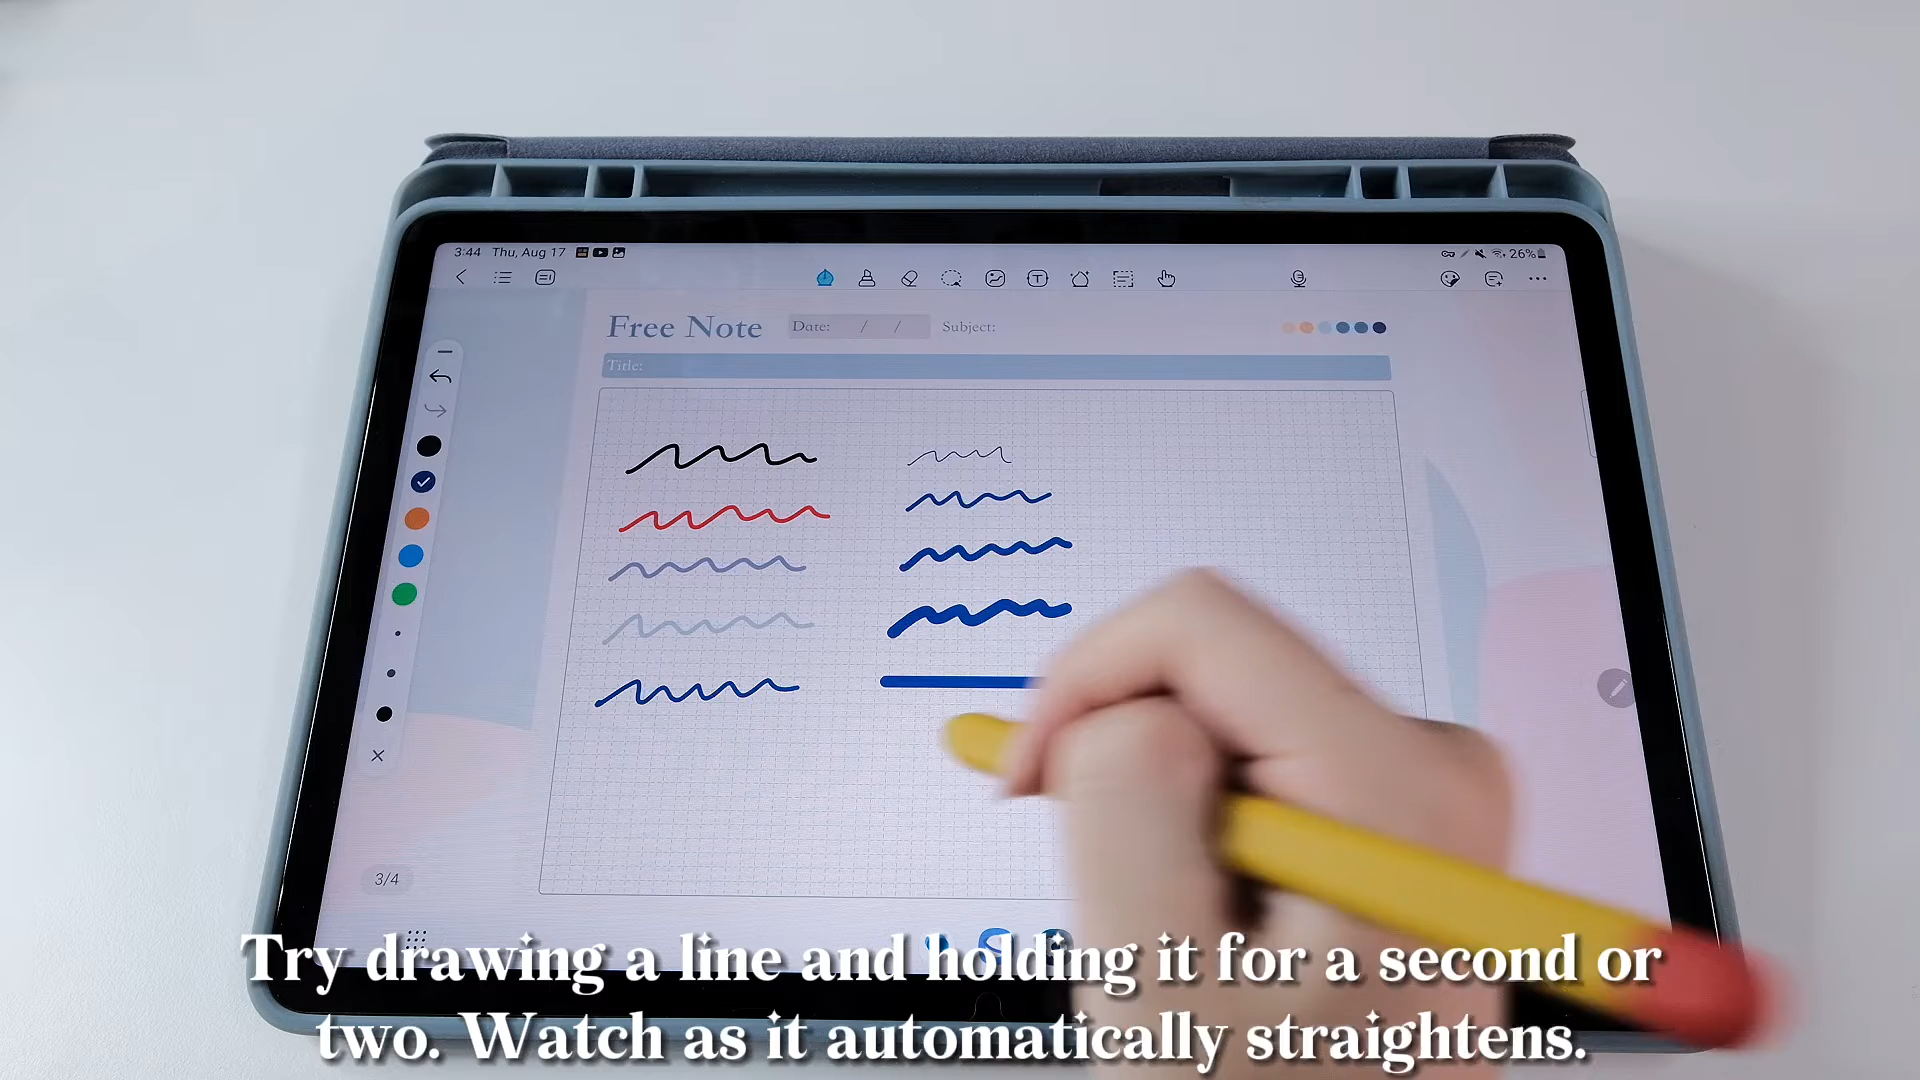 3:44 Thu, Aug 17
26%
Free Note
Date: / /
Subject:
Title:
3/4
Try drawing a line and holding it for a second or
two. Watch as it automatically straightens.